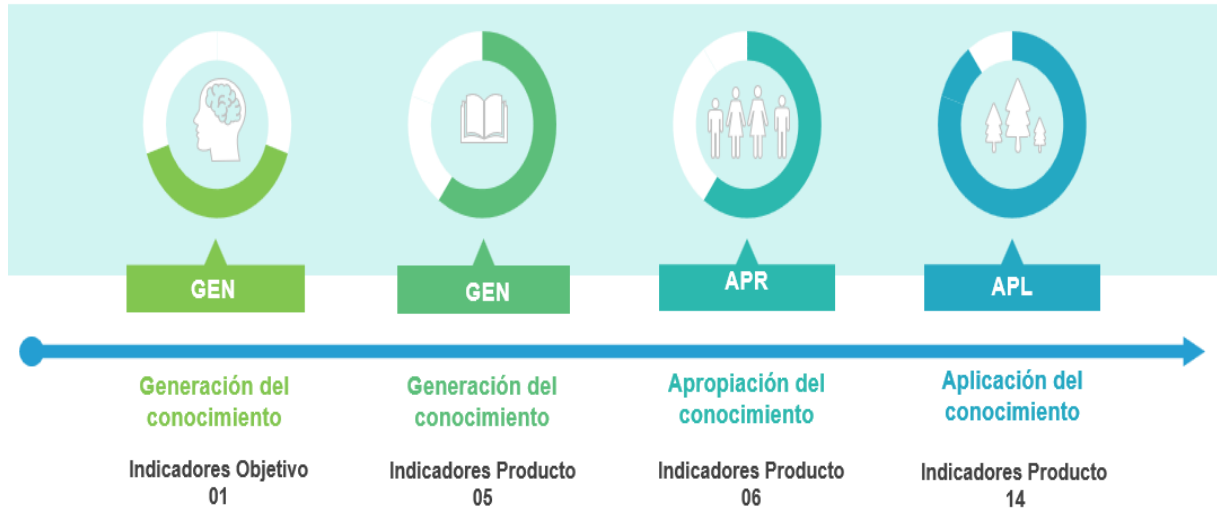 GEN
GEN
APR
APL
Generación del
conocimiento
Generación del
conocimiento
Apropiación del
conocimiento
Aplicación del
conocimiento
Indicadores Objetivo
01
Indicadores Producto
05
Indicadores Producto
06
Indicadores Producto
14